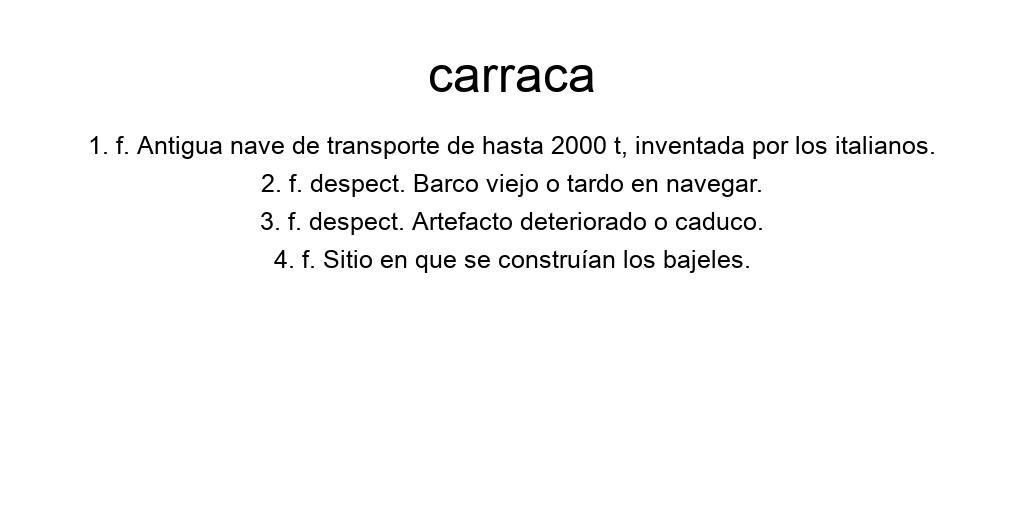 carraca
1. f. Antigua nave de transporte de hasta 2000 t, inventada por los italianos.
2. f. despect. Barco viejo o tardo en navegar.
3. f. despect. Artefacto deteriorado o caduco.
4. f. Sitio en que se construían los bajeles.